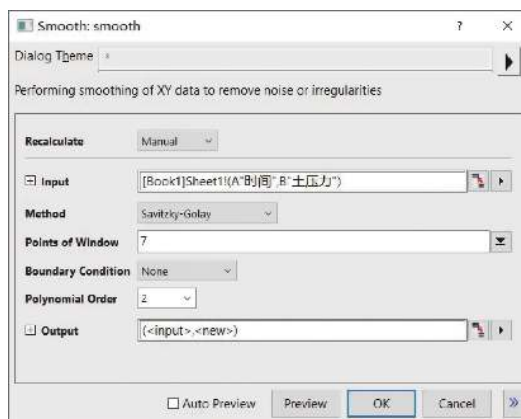 Smooth: smooth
Dialog Theme *
Performing smoothing of XY data to remove noise or irregularities
Recalculate Manual
Input [Book1]Sheet1!(A"时间",B"土压力")
Method Savitzky-Golay
Points of Window 7
Boundary Condition None
Polynomial Order 2
Output (<input>,<new>)
Auto Preview Preview OK Cancel